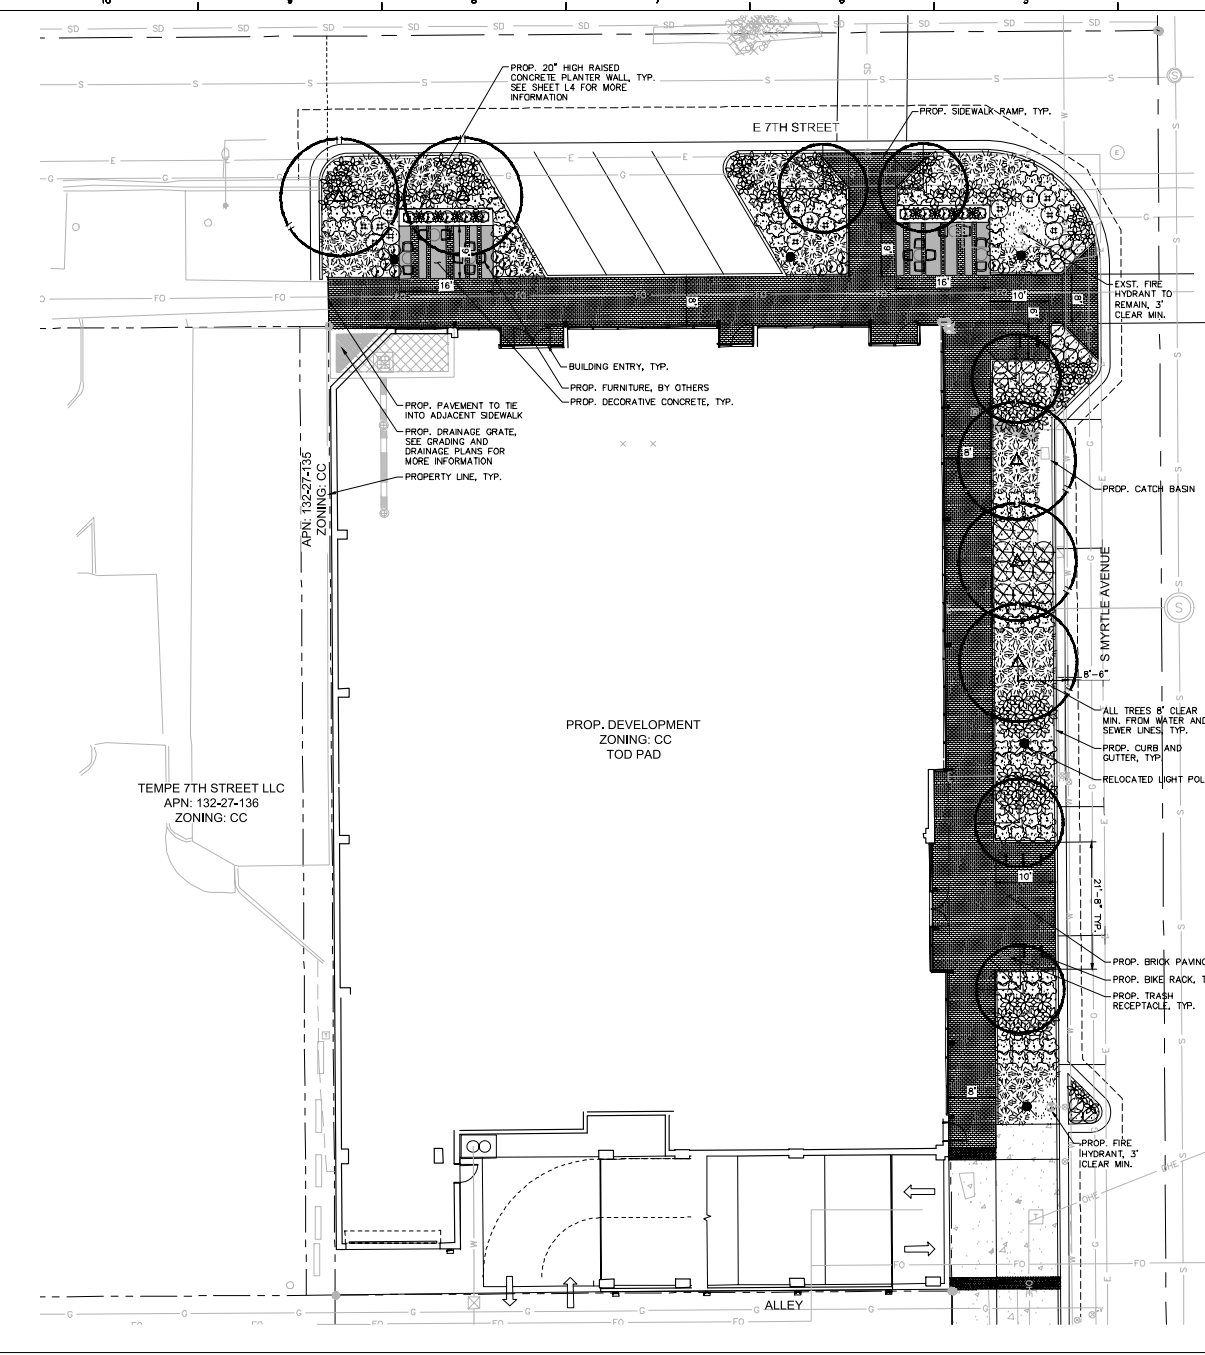 PROP. 20" HIGH RAISED
CONCRETE PLANTER WALL, TYP.
SEE SHEET L4 FOR MORE
INFORMATION
E 7TH STREET
PROP. SIDEWALK RAMP, TYP.
16'
6'
8'
6'
16'
10'
8'
6'
EXST. FIRE
HYDRANT TO
REMAIN, 3'
CLEAR MIN.
BUILDING ENTRY, TYP.
PROP. FURNITURE, BY OTHERS
PROP. DECORATIVE CONCRETE, TYP.
PROP. PAVEMENT TO TIE
INTO ADJACENT SIDEWALK
PROP. DRAINAGE GRATE,
SEE GRADING AND
DRAINAGE PLANS FOR
MORE INFORMATION
PROPERTY LINE, TYP.
APN: 132-27-135
ZONING: CC
8'
PROP. CATCH BASIN
S MYRTLE AVENUE
8'-6"
ALL TREES 8' CLEAR
MIN. FROM WATER AND
SEWER LINES, TYP.
PROP. CURB AND
GUTTER, TYP.
RELOCATED LIGHT POL
PROP. DEVELOPMENT
ZONING: CC
TOD PAD
TEMPE 7TH STREET LLC
APN: 132-27-136
ZONING: CC
10'
21'-8" TYP.
PROP. BRICK PAVING
PROP. BIKE RACK, T
PROP. TRASH
RECEPTACLE, TYP.
8'
PROP. FIRE
HYDRANT, 3'
CLEAR MIN.
OHE
OHE
ALLEY